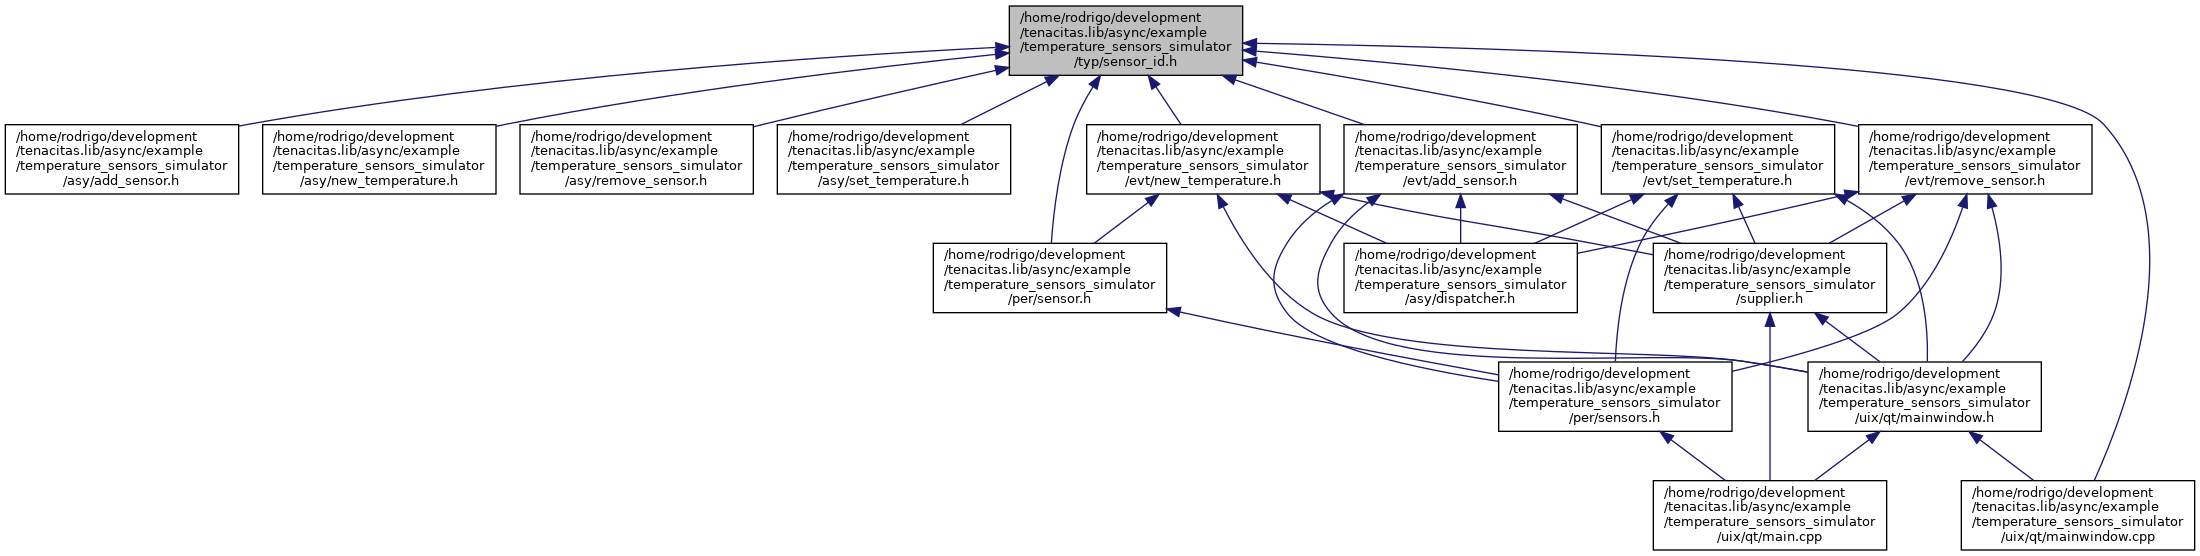 /home/rodrigo/development
/tenacitas.lib/async/example
/temperature_sensors_simulator
/typ/sensor_id.h
/home/rodrigo/development
/tenacitas.lib/async/example
/temperature_sensors_simulator
/asy/add_sensor.h
/home/rodrigo/development
/tenacitas.lib/async/example
/temperature_sensors_simulator
/asy/new_temperature.h
/home/rodrigo/development
/tenacitas.lib/async/example
/temperature_sensors_simulator
/asy/remove_sensor.h
/home/rodrigo/development
/tenacitas.lib/async/example
/temperature_sensors_simulator
/asy/set_temperature.h
/home/rodrigo/development
/tenacitas.lib/async/example
/temperature_sensors_simulator
/evt/new_temperature.h
/home/rodrigo/development
/tenacitas.lib/async/example
/temperature_sensors_simulator
/evt/add_sensor.h
/home/rodrigo/development
/tenacitas.lib/async/example
/temperature_sensors_simulator
/evt/set_temperature.h
/home/rodrigo/development
/tenacitas.lib/async/example
/temperature_sensors_simulator
/evt/remove_sensor.h
/home/rodrigo/development
/tenacitas.lib/async/example
/temperature_sensors_simulator
/per/sensor.h
/home/rodrigo/development
/tenacitas.lib/async/example
/temperature_sensors_simulator
/asy/dispatcher.h
/home/rodrigo/development
/tenacitas.lib/async/example
/temperature_sensors_simulator
/supplier.h
/home/rodrigo/development
/tenacitas.lib/async/example
/temperature_sensors_simulator
/per/sensors.h
/home/rodrigo/development
/tenacitas.lib/async/example
/temperature_sensors_simulator
/uix/qt/mainwindow.h
/home/rodrigo/development
/tenacitas.lib/async/example
/temperature_sensors_simulator
/uix/qt/main.cpp
/home/rodrigo/development
/tenacitas.lib/async/example
/temperature_sensors_simulator
/uix/qt/mainwindow.cpp